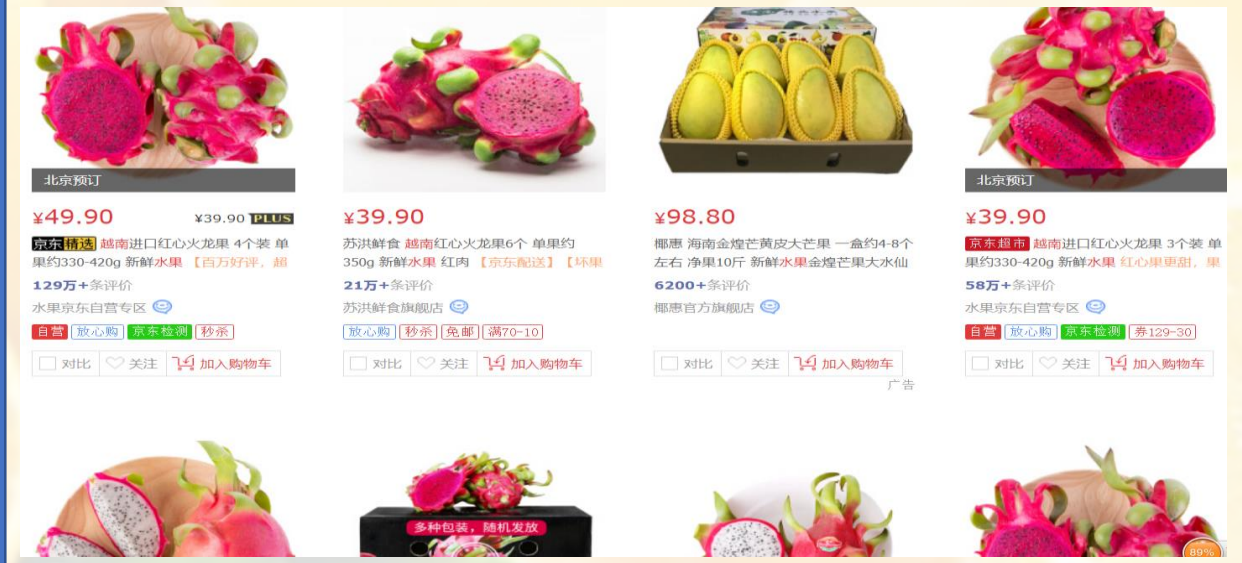 北京预订
¥49.90
¥39.90 PLUS
京东精选 越南进口红心火龙果 4个装 单
果约330-420g 新鲜水果 【百万好评,超
129万+条评价
水果京东自营专区
自营 放心购 京东检测 秒杀
对比 关注 加入购物车
¥39.90
苏洪鲜食 越南红心火龙果6个 单果约
350g 新鲜水果 红肉 【京东配送】【坏果
21万+条评价
苏洪鲜食旗舰店
放心购 秒杀 免邮 满70-10
对比 关注 加入购物车
¥98.80
椰惠 海南金煌芒黄皮大芒果 一盒约4-8个
左右 净果10斤 新鲜水果金煌芒果大水仙
6200+条评价
椰惠官方旗舰店
对比 关注 加入购物车
广告
北京预订
¥39.90
京东超市 越南进口红心火龙果 3个装 单
果约330-420g 新鲜水果 红心果更甜,果
58万+条评价
水果京东自营专区
自营 放心购 京东检测 券129-30
对比 关注 加入购物车
多种包装,随机发放
89%